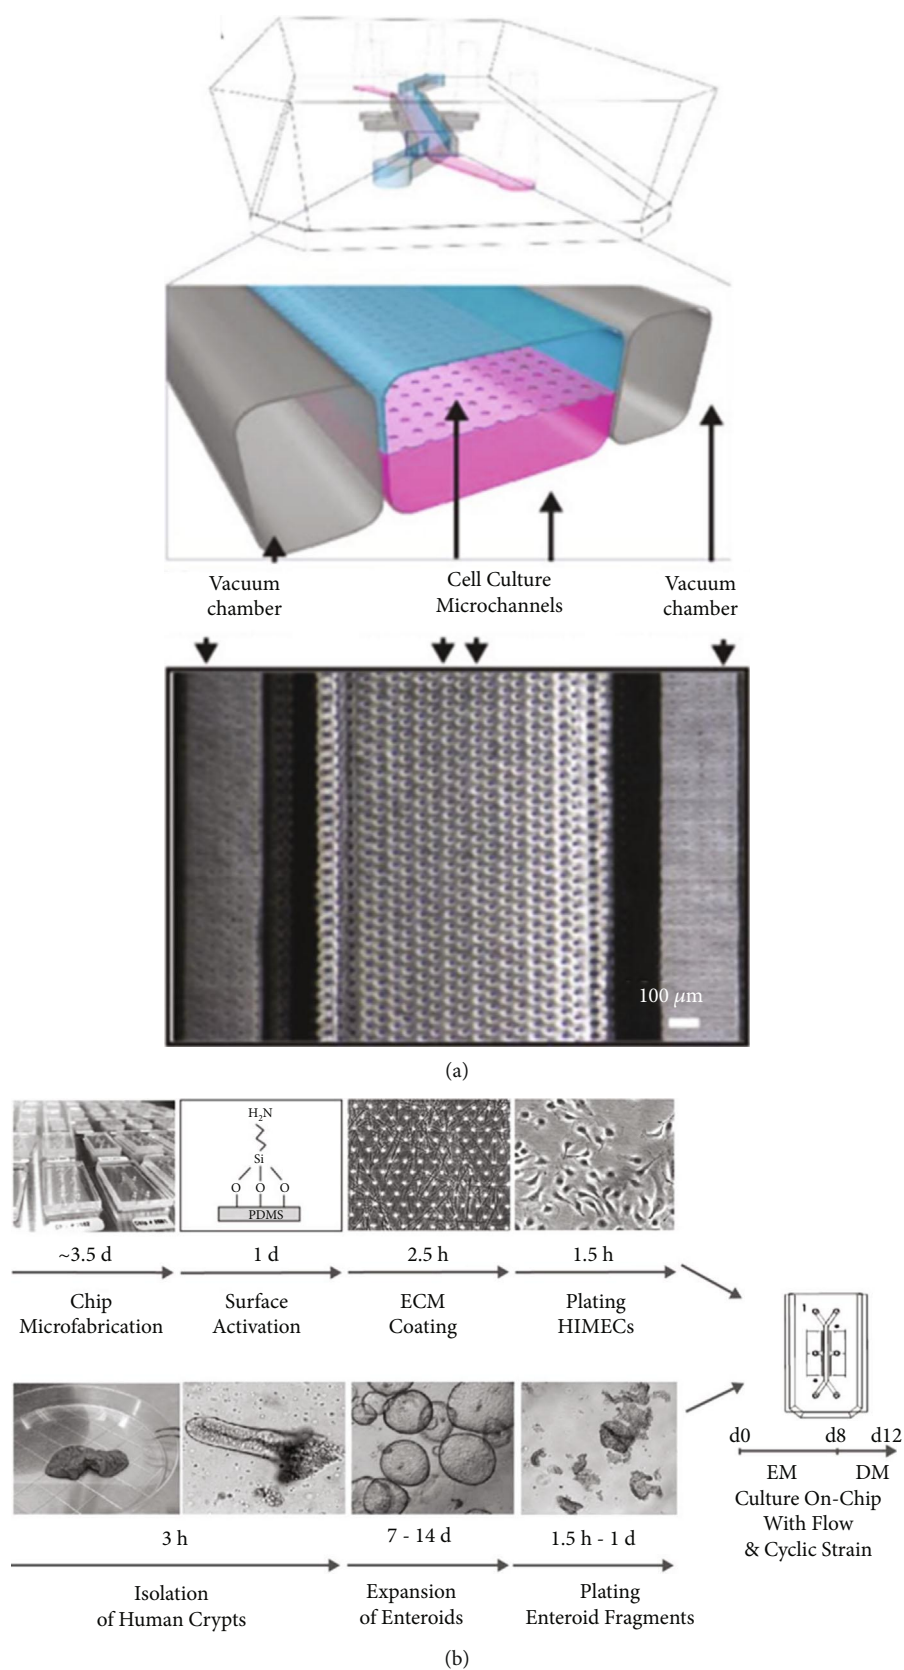 Vacuum
chamber
Cell Culture
Microchannels
Vacuum
chamber
100 µm
(a)
H₂N
Si
O O O
PDMS
~3.5 d
1 d
2.5 h
1.5 h
Chip
Microfabrication
Surface
Activation
ECM
Coating
Plating
HIMECs
1
3 h
7 - 14 d
1.5 h - 1 d
Isolation
of Human Crypts
Expansion
of Enteroids
Plating
Enteroid Fragments
d0 d8 d12
EM DM
Culture On-Chip
With Flow
& Cyclic Strain
(b)